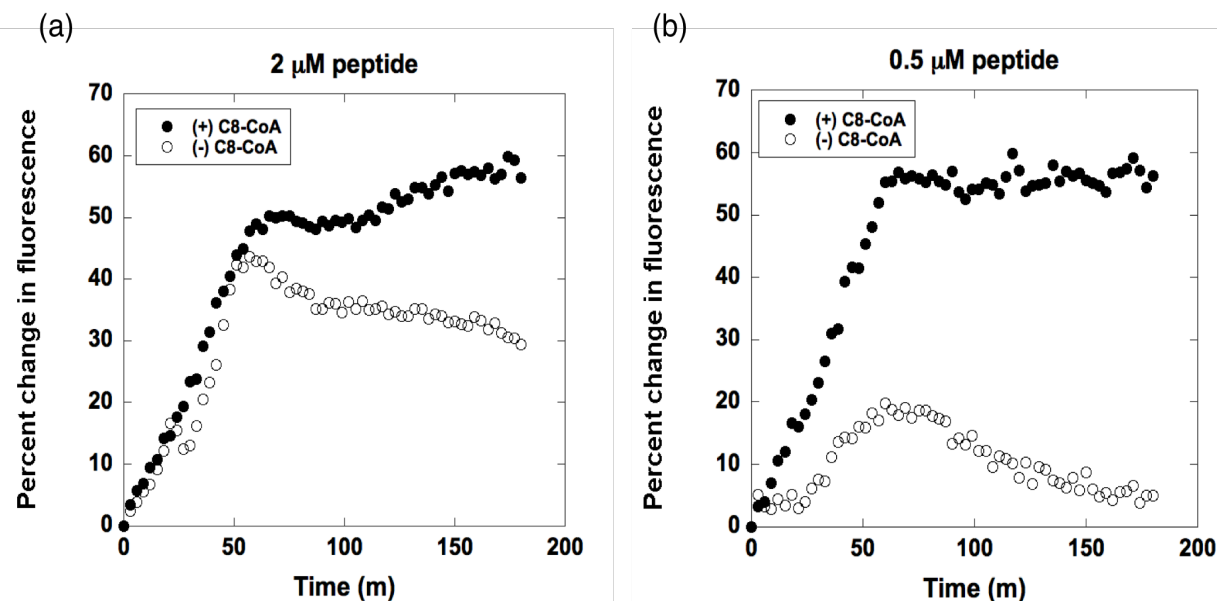 (a)
2 μM peptide
Percent change in fluorescence
70
60
50
40
30
20
10
0
(+) C8-CoA
(-) C8-CoA
0
50
100
150
200
Time (m)
(b)
0.5 μM peptide
Percent change in fluorescence
70
60
50
40
30
20
10
0
(+) C8-CoA
(-) C8-CoA
0
50
100
150
200
Time (m)